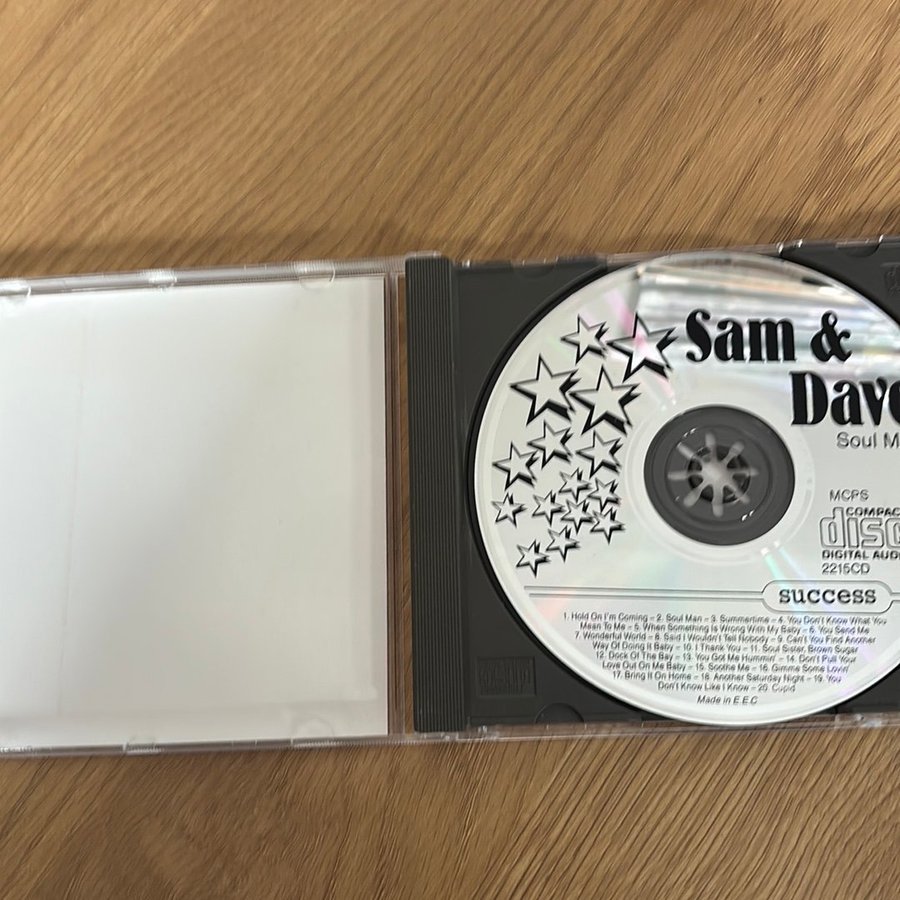 Sam &
Dave
Soul M
MCPS
COMPAC
disc
DIGITAL AUD
2215CD
success
1. Hold On I'm Coming – 2. Soul Man – 3. Summertime – 4. You Don't Know What You
Mean To Me – 5. When Something Is Wrong With My Baby – 6. You Send Me
7. Wonderful World – 8. Said I Wouldn't Tell Nobody – 9. Can't You Find Another
Way Of Doing It Baby – 10. I Thank You – 11. Soul Sister, Brown Sugar
12. Dock Of The Bay – 13. You Got Me Hummin' – 14. Don't Pull Your
Love Out On Me Baby – 15. Soothe Me – 16. Gimme Some Lovin'
17. Bring It On Home – 18. Another Saturday Night – 19. You
Don't Know Like I Know – 20. Cupid
Made in E.E.C